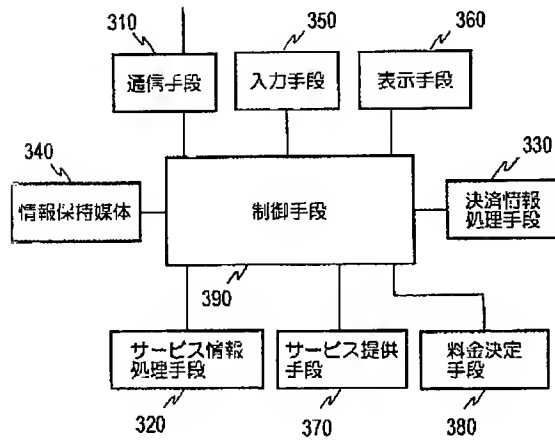 310
350
360
通信手段
入力手段
表示手段
340
330
情報保持媒体
制御手段
決済情報
処理手段
390
サービス情報
処理手段
サービス提供
手段
料金決定
手段
320
370
380